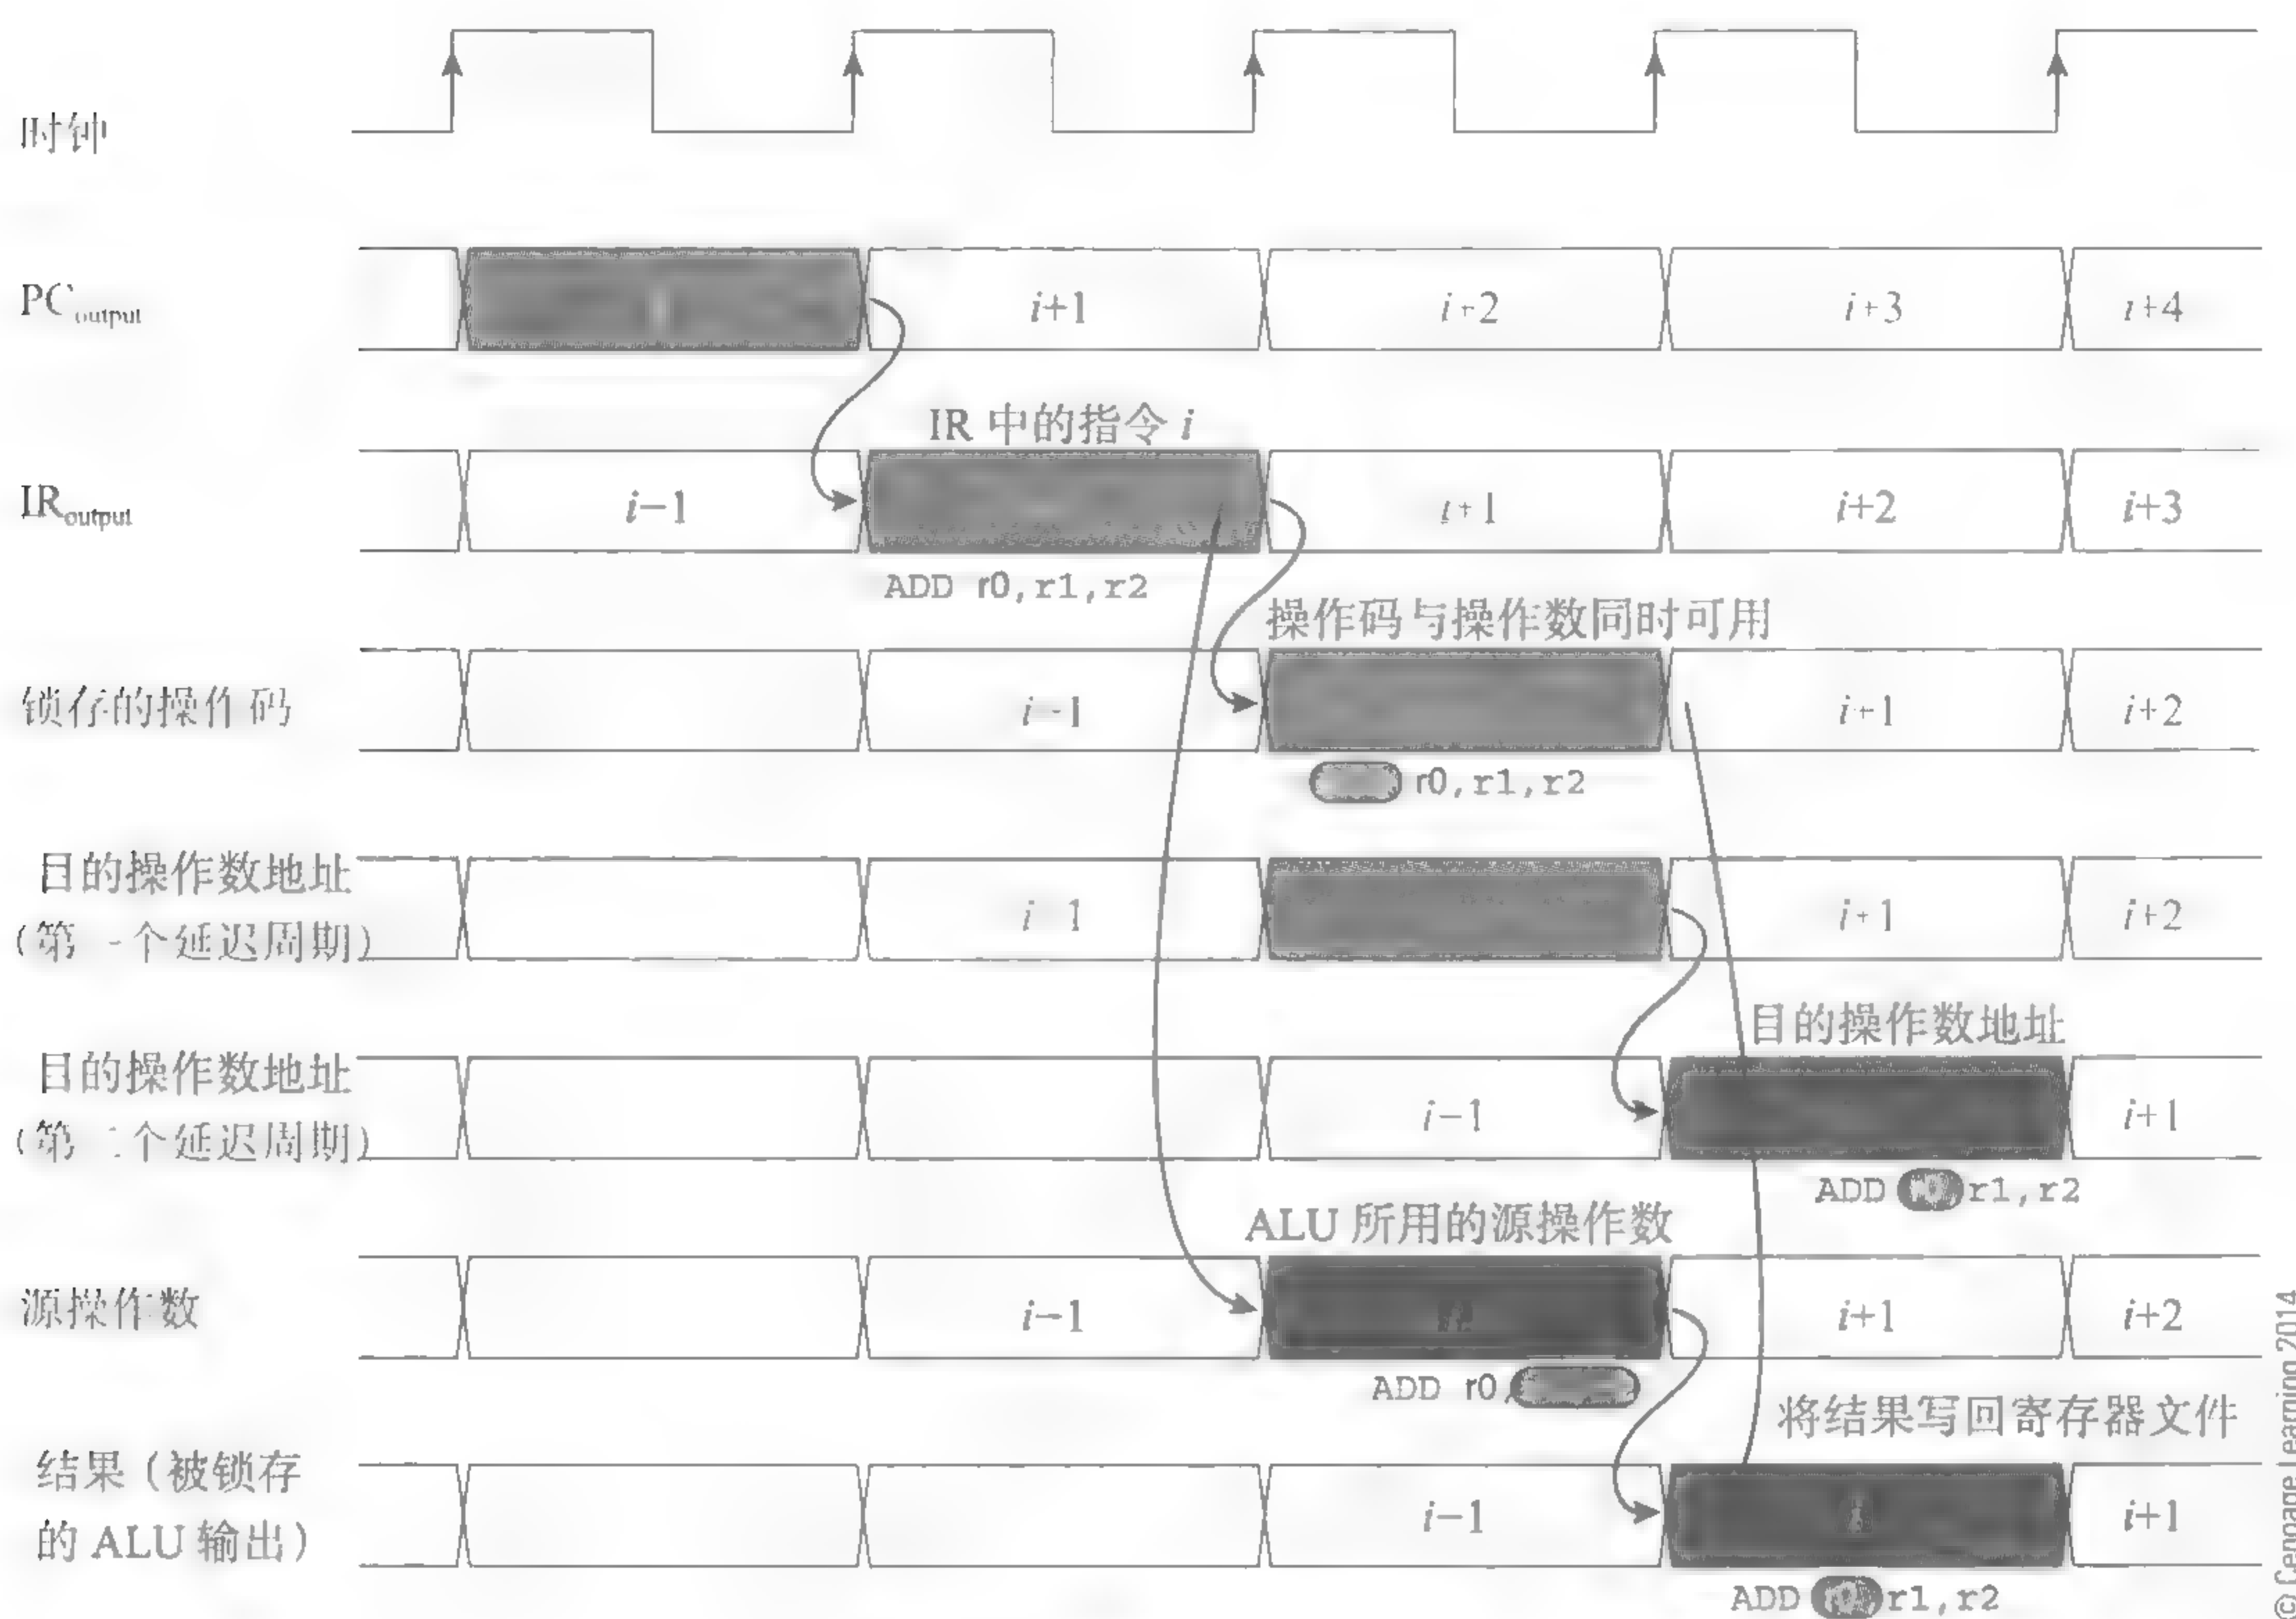 时钟
PC output
i+1
i+2
i+3
i+4
IR 中的指令 i
IR output
i−1
i+1
i+2
i+3
ADD r0,r1,r2
操作码与操作数同时可用
锁存的操作码
i−1
i+1
i+2
r0,r1,r2
目的操作数地址
(第一个延迟周期)
i−1
i+1
i+2
目的操作数地址
目的操作数地址
(第二个延迟周期)
i−1
i+1
ADD r0,r1,r2
ALU 所用的源操作数
源操作数
i−1
i+1
i+2
ADD r0,
将结果写回寄存器文件
结果（被锁存
的 ALU 输出）
i−1
i+1
ADD r0,r1,r2
© Cengage Learning 2014